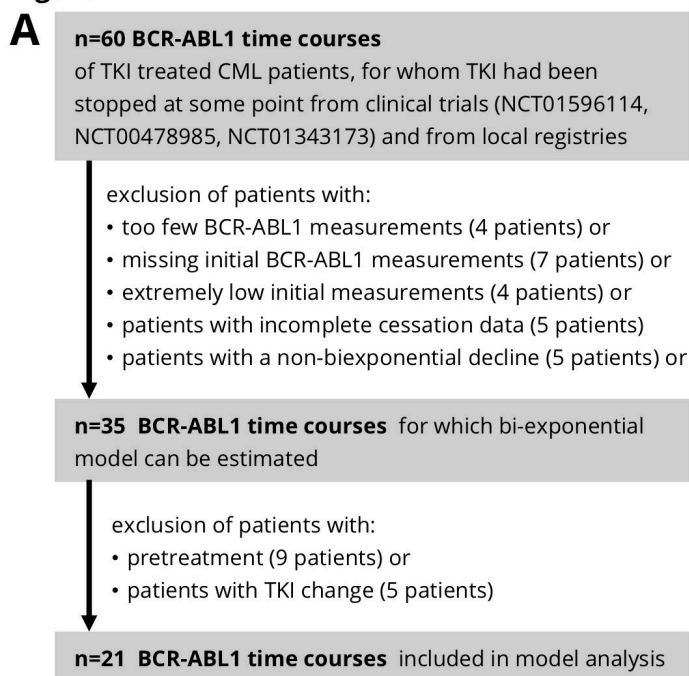 A
n=60 BCR-ABL1 time courses
of TKI treated CML patients, for whom TKI had been
stopped at some point from clinical trials (NCT01596114,
NCT00478985, NCT01343173) and from local registries
exclusion of patients with:
• too few BCR-ABL1 measurements (4 patients) or
• missing initial BCR-ABL1 measurements (7 patients) or
• extremely low initial measurements (4 patients) or
• patients with incomplete cessation data (5 patients)
• patients with a non-biexponential decline (5 patients) or
n=35 BCR-ABL1 time courses for which bi-exponential
model can be estimated
exclusion of patients with:
• pretreatment (9 patients) or
• patients with TKI change (5 patients)
n=21 BCR-ABL1 time courses included in model analysis